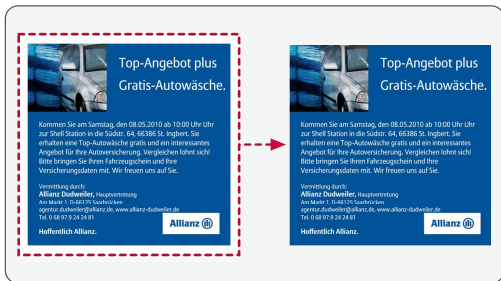 Top-Angebot plus
Gratis-Autowäsche.
Kommen Sie am Samstag, den 08.05.2010 ab 10:00 Uhr Uhr
zur Shell Station in die Südstr. 64, 66386 St. Ingbert. Sie
erhalten eine Top-Autowäsche gratis und ein interessantes
Angebot für Ihre Autoversicherung. Vergleichen lohnt sich!
Bitte bringen Sie Ihren Fahrzeugschein und Ihre
Versicherungsdaten mit. Wir freuen uns auf Sie.
Vermittlung durch:
Allianz Dudweiler, Hauptvertretung
Am Markt 1, D-66125 Saarbrücken
agentur.dudweiler@allianz.de, www.allianz-dudweiler.de
Tel. 0 68 97.9 24 24 81
Hoffentlich Allianz.
Allianz
Top-Angebot plus
Gratis-Autowäsche.
Kommen Sie am Samstag, den 08.05.2010 ab 10:00 Uhr Uhr
zur Shell Station in die Südstr. 64, 66386 St. Ingbert. Sie
erhalten eine Top-Autowäsche gratis und ein interessantes
Angebot für Ihre Autoversicherung. Vergleichen lohnt sich!
Bitte bringen Sie Ihren Fahrzeugschein und Ihre
Versicherungsdaten mit. Wir freuen uns auf Sie.
Vermittlung durch:
Allianz Dudweiler, Hauptvertretung
Am Markt 1, D-66125 Saarbrücken
agentur.dudweiler@allianz.de, www.allianz-dudweiler.de
Tel. 0 68 97.9 24 24 81
Hoffentlich Allianz.
Allianz